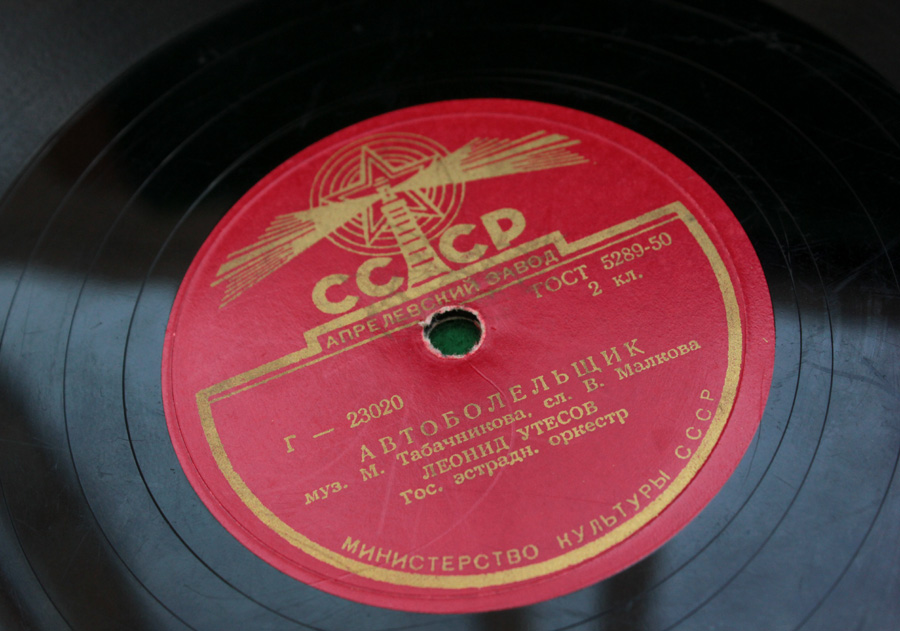 СССР
АПРЕЛЕВСКИЙ ЗАВОД
ГОСТ 5289-50
2 кл.
Г — 23020
АВТОБОЛЕЛЬЩИК
муз. М. Табачникова, сл. В. Малкова
ЛЕОНИД УТЕСОВ
Гос. эстрадн. оркестр
МИНИСТЕРСТВО КУЛЬТУРЫ СССР